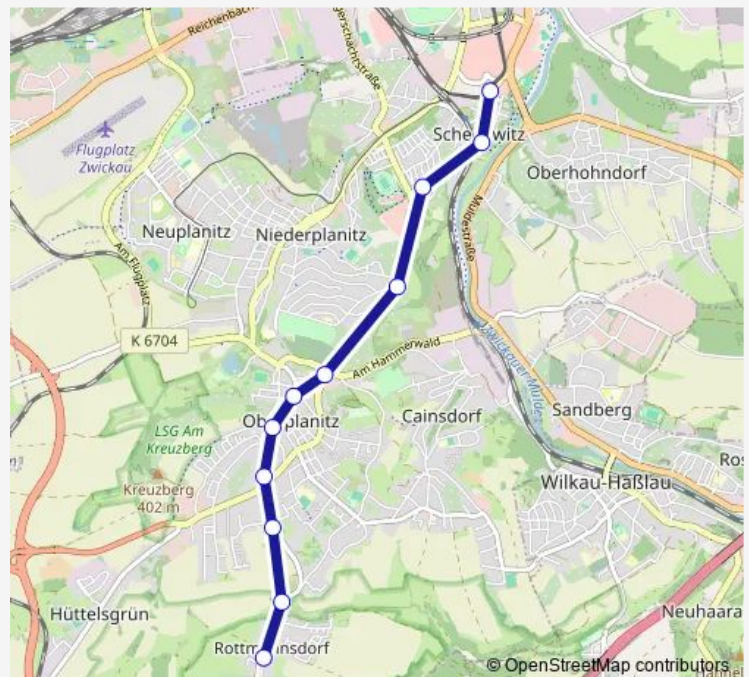 Reichenbach
Flugplatz
Zwickau
Oberhohndorf
Neuplanitz
Niederplanitz
Muldestraße
Am Flugplatz
K 6704
Am Hammerwald
Zwickauer Mulde
LSG Am
Kreuzberg
Cainsdorf
Sandberg
Kreuzberg
402 m
Wilkau-Haßlau
Hüttelsgrün
Neuhaara
© OpenStreetMap contributors